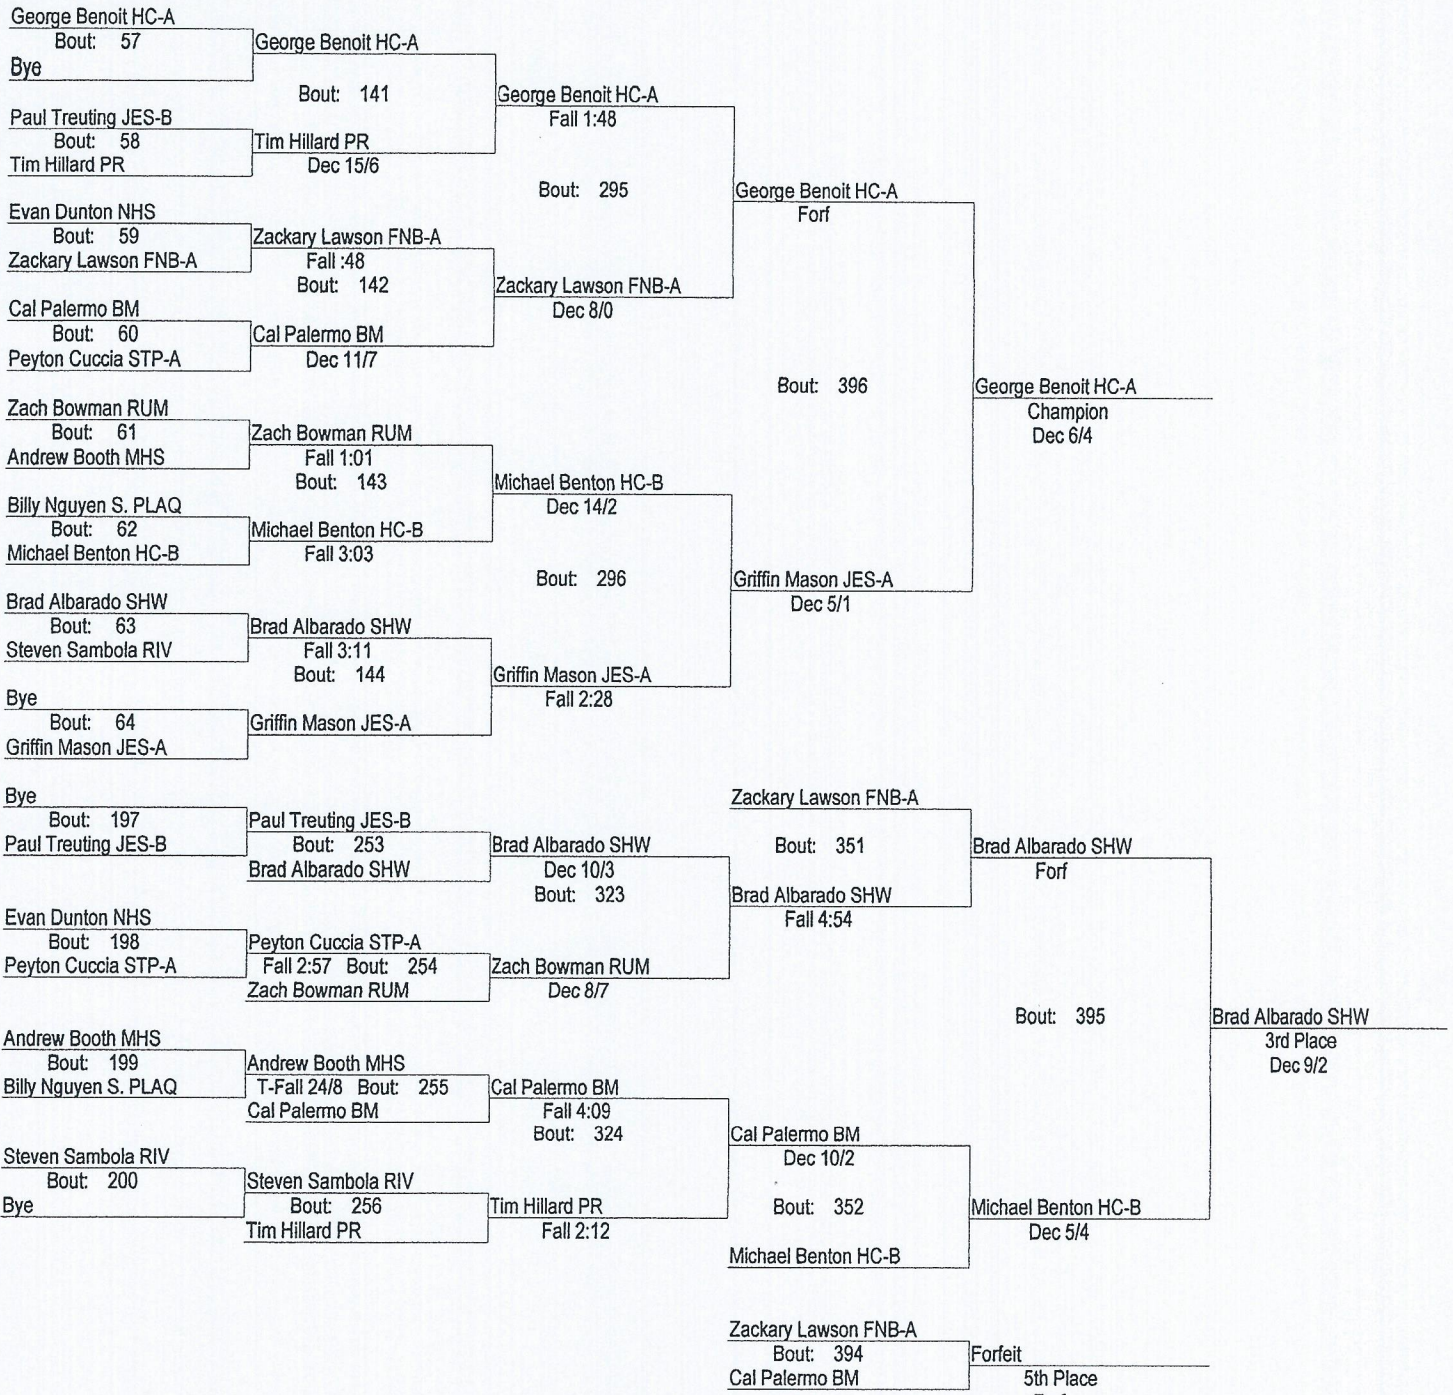 George Benoit HC-A
Bout: 57
Bye
George Benoit HC-A
Bout: 141
Paul Treuting JES-B
Bout: 58
Tim Hillard PR
Tim Hillard PR
Dec 15/6
George Benoit HC-A
Fall 1:48
Bout: 295
Evan Dunton NHS
Bout: 59
Zackary Lawson FNB-A
Zackary Lawson FNB-A
Fall :48
Bout: 142
Cal Palermo BM
Bout: 60
Peyton Cuccia STP-A
Cal Palermo BM
Dec 11/7
Zackary Lawson FNB-A
Dec 8/0
George Benoit HC-A
Forf
Bout: 396
Zach Bowman RUM
Bout: 61
Andrew Booth MHS
Zach Bowman RUM
Fall 1:01
Bout: 143
Billy Nguyen S. PLAQ
Bout: 62
Michael Benton HC-B
Michael Benton HC-B
Fall 3:03
Michael Benton HC-B
Dec 14/2
Bout: 296
Brad Albarado SHW
Bout: 63
Steven Sambola RIV
Brad Albarado SHW
Fall 3:11
Bout: 144
Bye
Bout: 64
Griffin Mason JES-A
Griffin Mason JES-A
Griffin Mason JES-A
Fall 2:28
Griffin Mason JES-A
Dec 5/1
George Benoit HC-A
Champion
Dec 6/4
Bye
Bout: 197
Paul Treuting JES-B
Paul Treuting JES-B
Bout: 253
Brad Albarado SHW
Brad Albarado SHW
Dec 10/3
Bout: 323
Evan Dunton NHS
Bout: 198
Peyton Cuccia STP-A
Peyton Cuccia STP-A
Fall 2:57 Bout: 254
Zach Bowman RUM
Zach Bowman RUM
Dec 8/7
Zackary Lawson FNB-A
Bout: 351
Brad Albarado SHW
Fall 4:54
Brad Albarado SHW
Forf
Bout: 395
Andrew Booth MHS
Bout: 199
Billy Nguyen S. PLAQ
Andrew Booth MHS
T-Fall 24/8 Bout: 255
Cal Palermo BM
Cal Palermo BM
Fall 4:09
Bout: 324
Steven Sambola RIV
Bout: 200
Bye
Steven Sambola RIV
Bout: 256
Tim Hillard PR
Tim Hillard PR
Fall 2:12
Cal Palermo BM
Dec 10/2
Bout: 352
Michael Benton HC-B
Michael Benton HC-B
Dec 5/4
Brad Albarado SHW
3rd Place
Dec 9/2
Zackary Lawson FNB-A
Bout: 394
Cal Palermo BM
Forfeit
5th Place